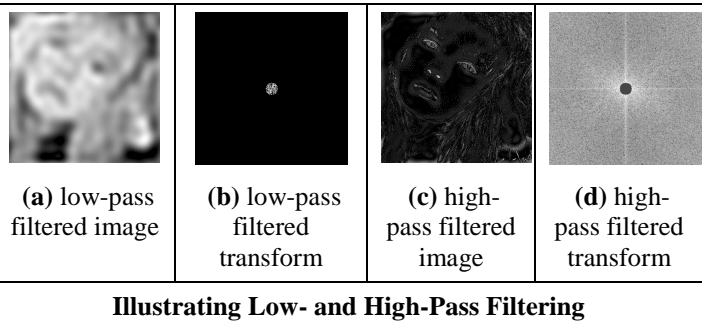 (a) low-pass
filtered image
(b) low-pass
filtered
transform
(c) high-
pass filtered
image
(d) high-
pass filtered
transform
Illustrating Low- and High-Pass Filtering